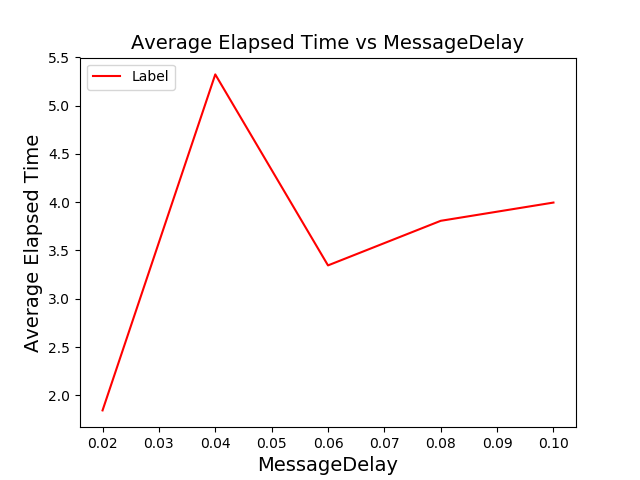 Average Elapsed Time vs MessageDelay
Label
Average Elapsed Time
5.5
5.0
4.5
4.0
3.5
3.0
2.5
2.0
0.02 0.03 0.04 0.05 0.06 0.07 0.08 0.09 0.10
MessageDelay